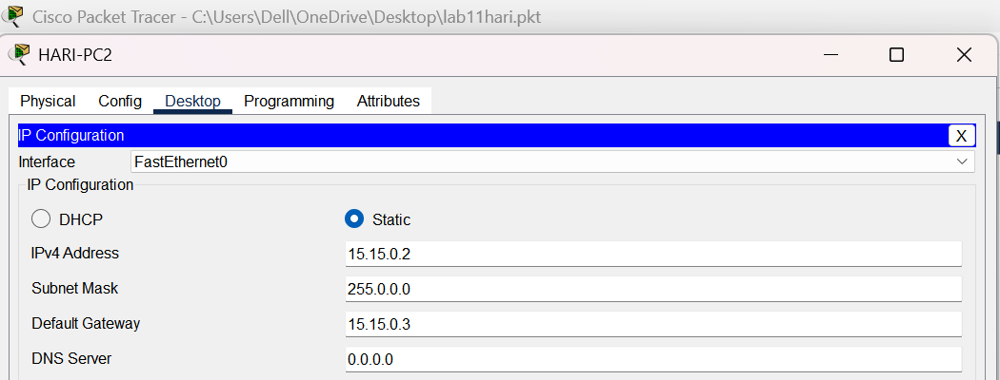 Cisco Packet Tracer - C:\Users\Dell\OneDrive\Desktop\lab11hari.pkt
HARI-PC2
Physical Config Desktop Programming Attributes
IP Configuration X
Interface FastEthernet0
IP Configuration
DHCP Static
IPv4 Address 15.15.0.2
Subnet Mask 255.0.0.0
Default Gateway 15.15.0.3
DNS Server 0.0.0.0